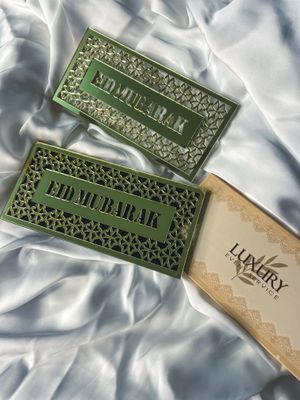 EID MUBARAK
EID MUBARAK
LUXURY
EVENT SERVICE